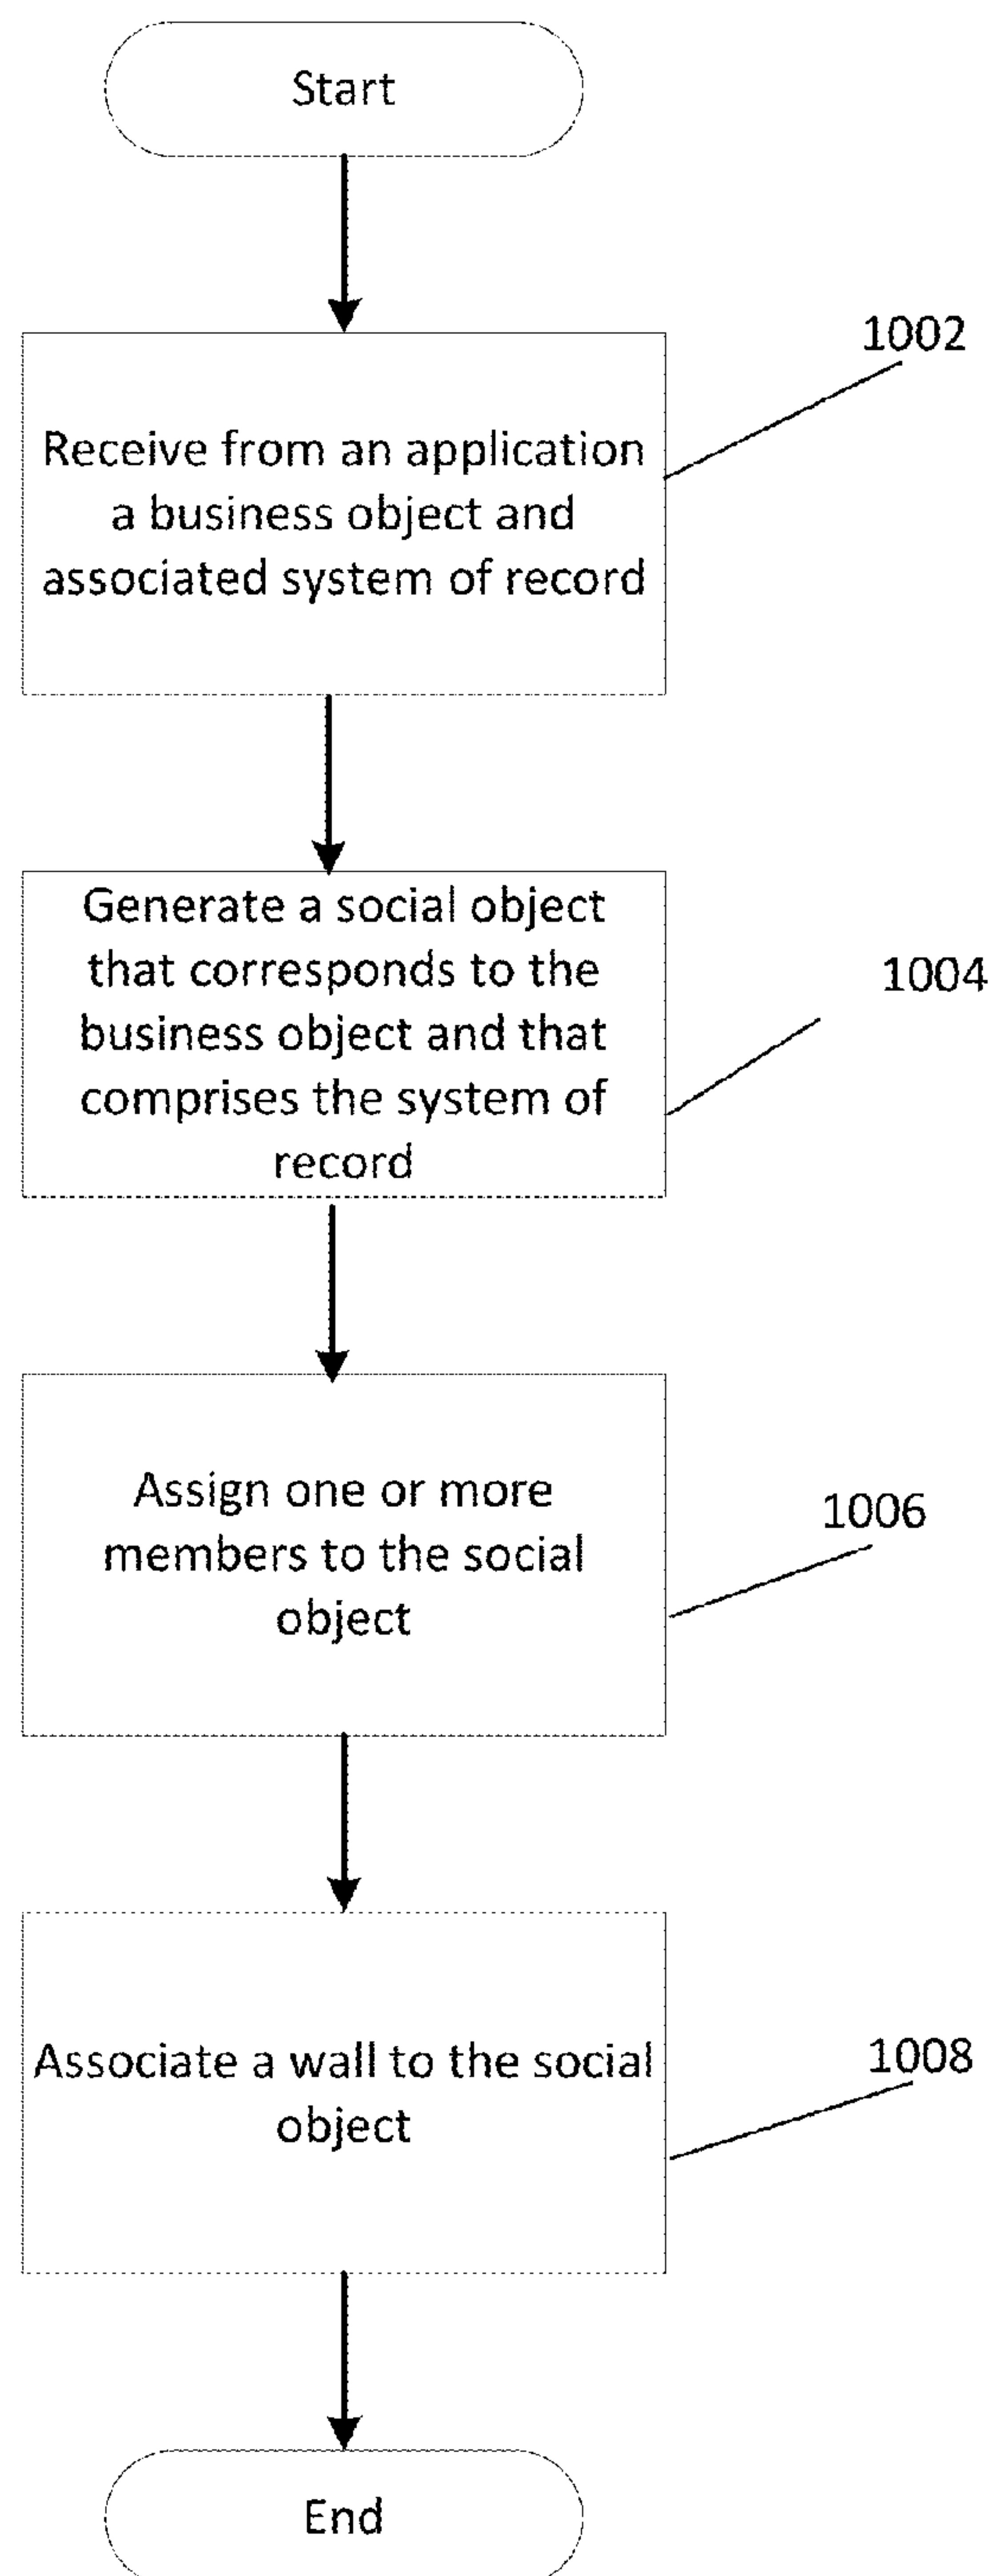 Start
1002
Receive from an application
a business object and
associated system of record
Generate a social object
that corresponds to the
business object and that
comprises the system of
record
1004
Assign one or more
members to the social
object
1006
Associate a wall to the social
object
1008
End